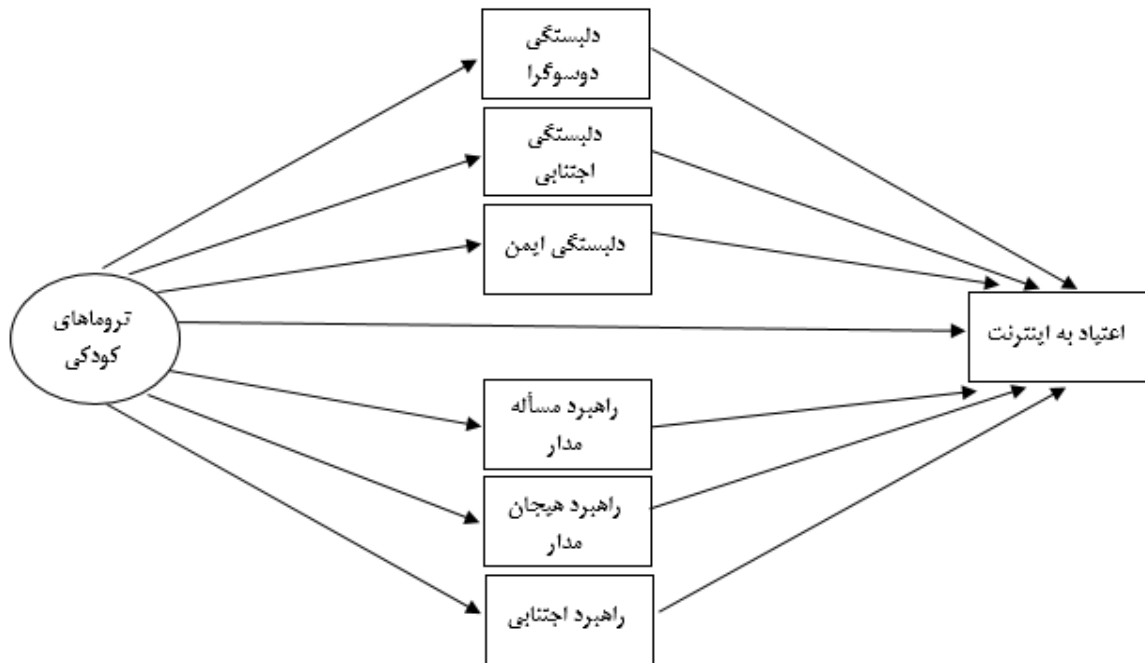 دلبستگی
دوسوگرا
دلبستگی
اجتنابی
دلبستگی ایمن
تروماهای
کودکی
اعتیاد به اینترنت
راهبرد مسأله
مدار
راهبرد هیجان
مدار
راهبرد اجتنابی